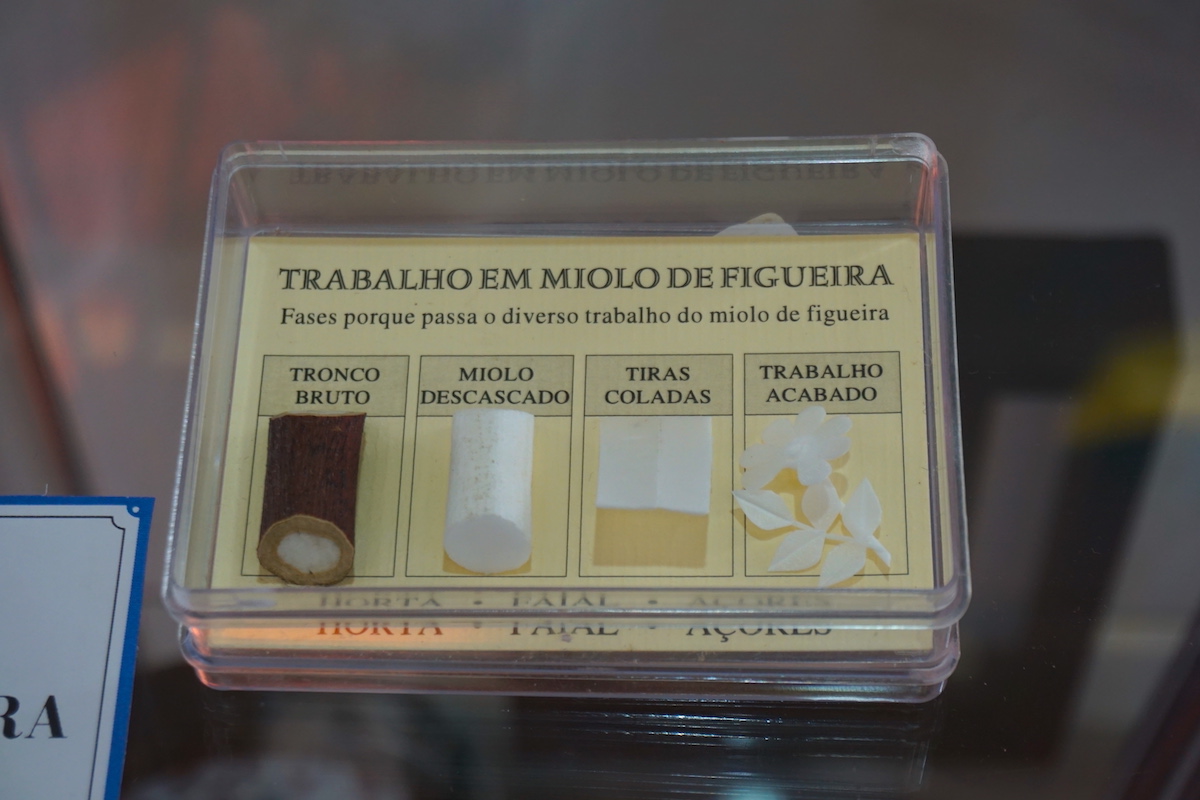 TRABALHO EM MIOLO DE FIGUEIRA
Fases porque passa o diverso trabalho do miolo de figueira
TRONCO
BRUTO
MIOLO
DESCASCADO
TIRAS
COLADAS
TRABALHO
ACABADO
HORTA • FAIAL • AÇORES
RA